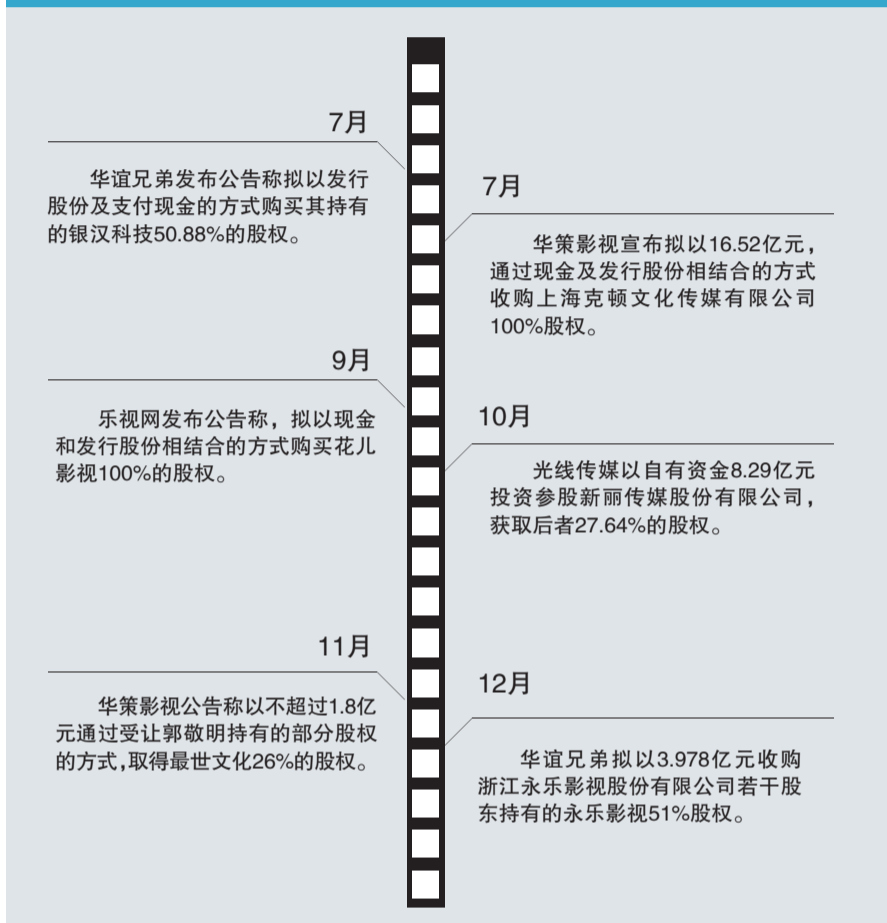 7月
华谊兄弟发布公告称拟以发行
股份及支付现金的方式购买其持有
的银汉科技50.88%的股权。
7月
华策影视宣布拟以16.52亿元，
通过现金及发行股份相结合的方式
收购上海克顿文化传媒有限公司
100%股权。
9月
乐视网发布公告称，拟以现金
和发行股份相结合的方式购买花儿
影视100%的股权。
10月
光线传媒以自有资金8.29亿元
投资参股新丽传媒股份有限公司，
获取后者27.64%的股权。
11月
华策影视公告称以不超过1.8亿
元通过受让郭敬明持有的部分股权
的方式，取得最世文化26%的股权。
12月
华谊兄弟拟以3.978亿元收购
浙江永乐影视股份有限公司若干股
东持有的永乐影视51%股权。